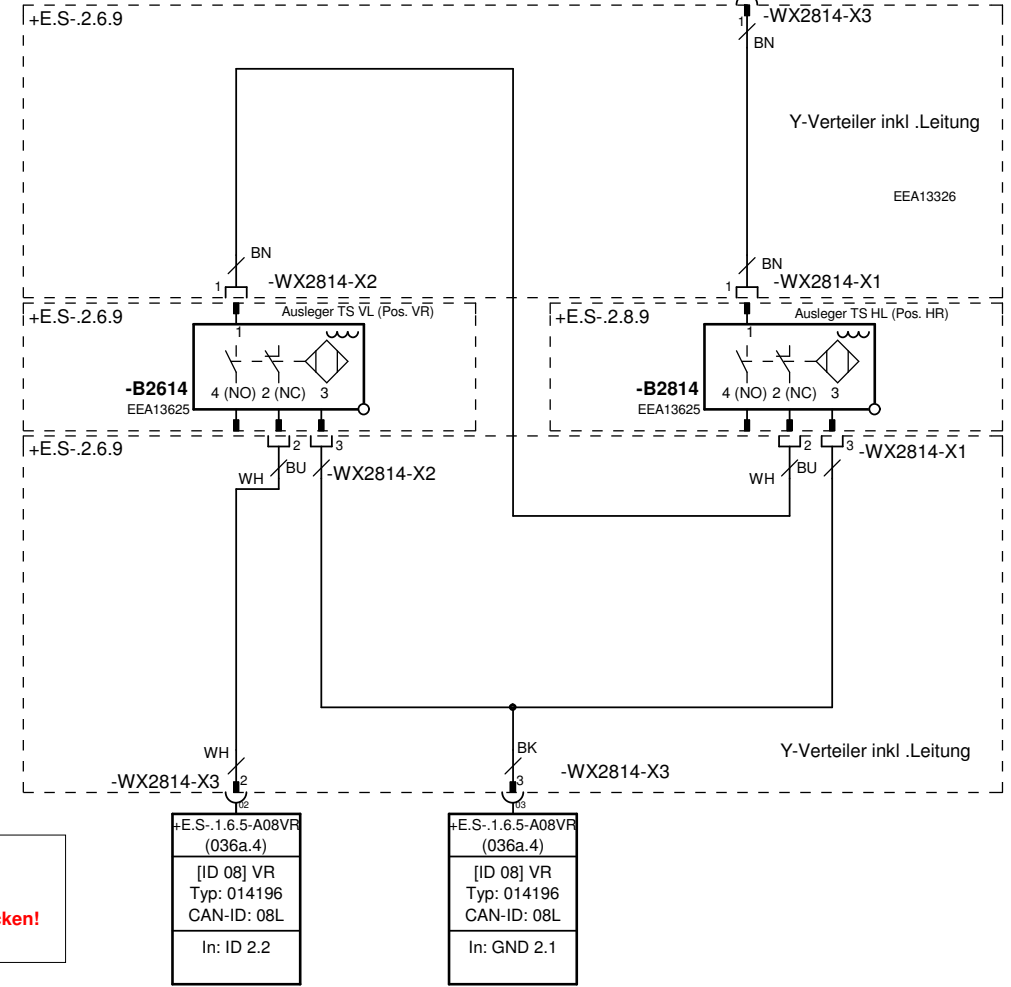 +E.S-.2.6.9
-WX2814-X3
1
BN
Y-Verteiler inkl .Leitung
EEA13326
BN
-WX2814-X2
1
BN
-WX2814-X1
1
+E.S-.2.6.9
Ausleger TS VL (Pos. VR)
+E.S-.2.8.9
Ausleger TS HL (Pos. HR)
1
1
-B2614
4 (NO) 2 (NC) 3
EEA13625
-B2814
4 (NO) 2 (NC) 3
EEA13625
+E.S-.2.6.9
2
3
WH
BU
-WX2814-X2
2
3
-WX2814-X1
WH
BU
WH
BK
Y-Verteiler inkl .Leitung
-WX2814-X3
2
3
-WX2814-X3
02
03
+E.S-.1.6.5-A08VR
(036a.4)
[ID 08] VR
Typ: 014196
CAN-ID: 08L
In: ID 2.2
+E.S-.1.6.5-A08VR
(036a.4)
[ID 08] VR
Typ: 014196
CAN-ID: 08L
In: GND 2.1
ken!